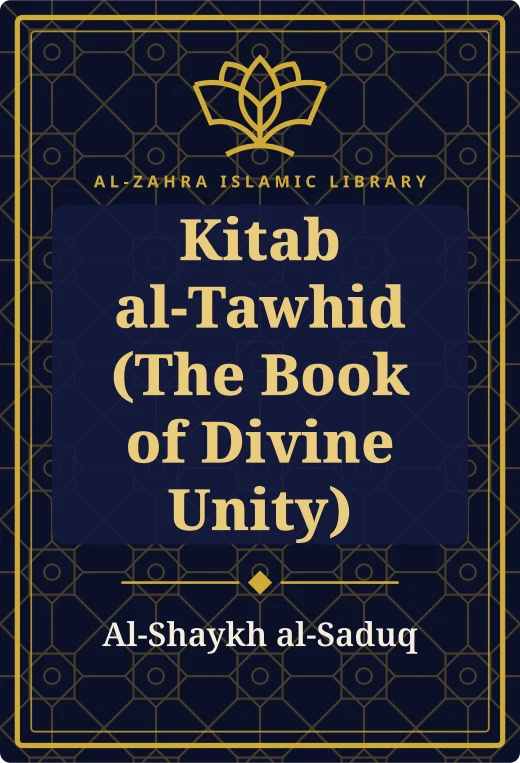 AL-ZAHRA ISLAMIC LIBRARY
Kitab
al-Tawhid
(The Book
of Divine
Unity)
Al-Shaykh al-Saduq